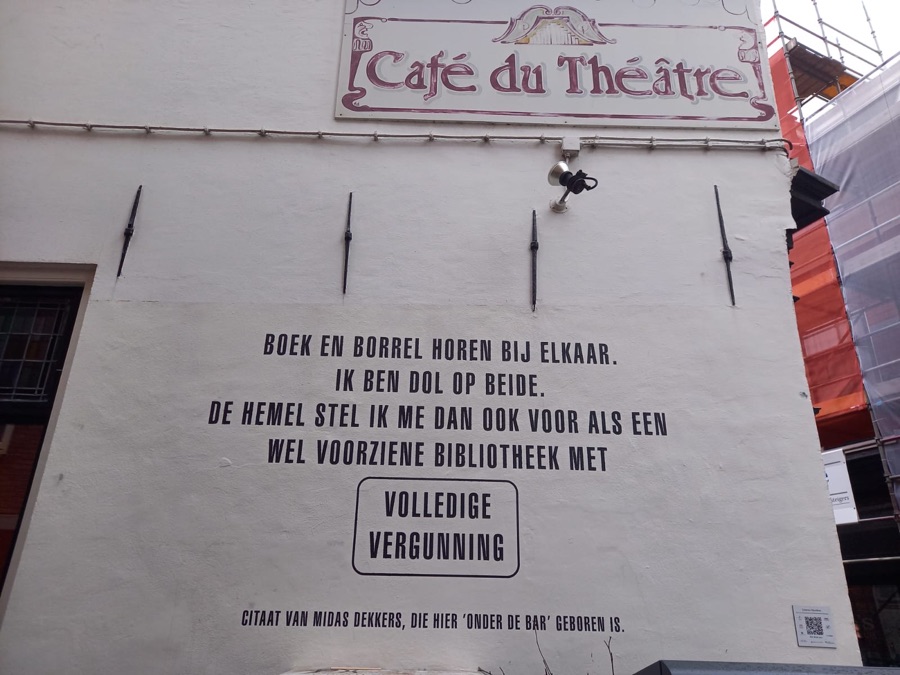 Café du Théâtre
BOEK EN BORREL HOREN BIJ ELKAAR.
IK BEN DOL OP BEIDE.
DE HEMEL STEL IK ME DAN OOK VOOR ALS EEN
WEL VOORZIENE BIBLIOTHEEK MET
VOLLEDIGE
VERGUNNING
CITAAT VAN MIDAS DEKKERS, DIE HIER ‘ONDER DE BAR’ GEBOREN IS.